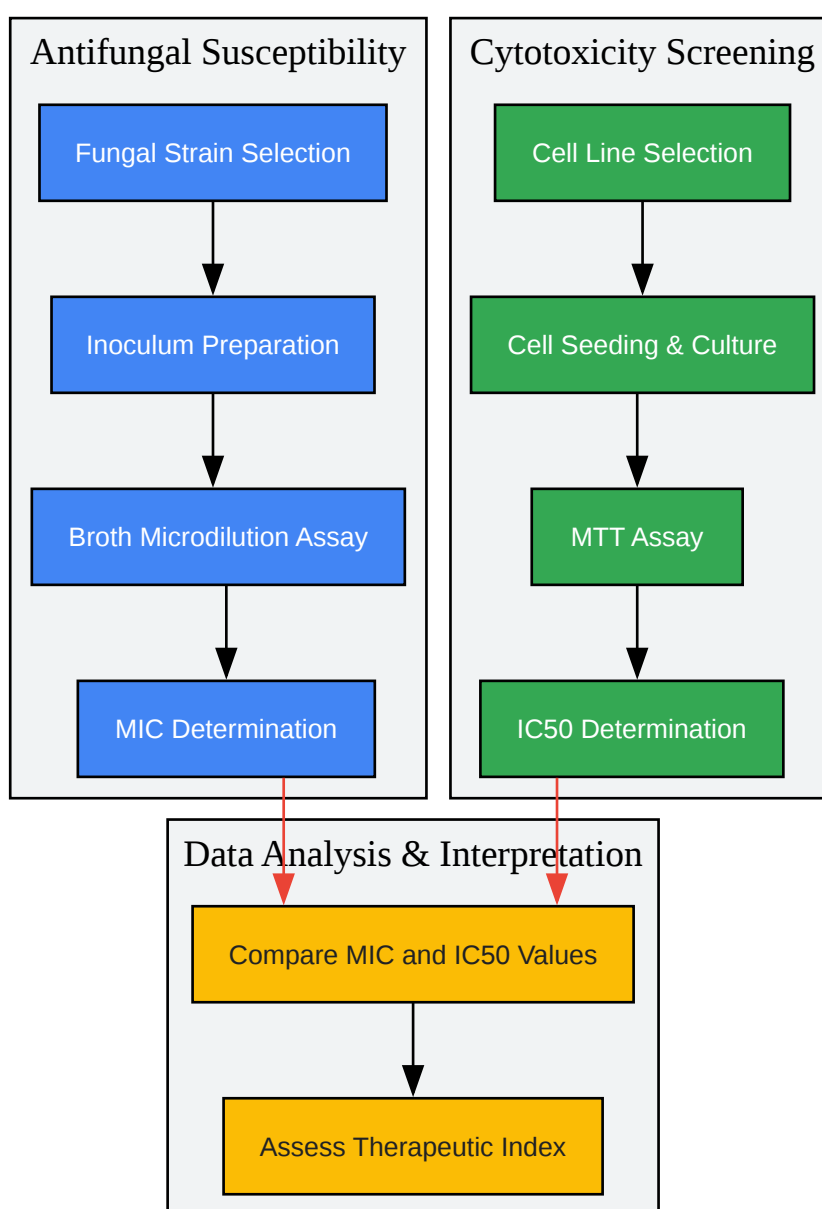 Antifungal Susceptibility
Fungal Strain Selection
Inoculum Preparation
Broth Microdilution Assay
MIC Determination
Cytotoxicity Screening
Cell Line Selection
Cell Seeding & Culture
MTT Assay
IC50 Determination
Data Analysis & Interpretation
Compare MIC and IC50 Values
Assess Therapeutic Index